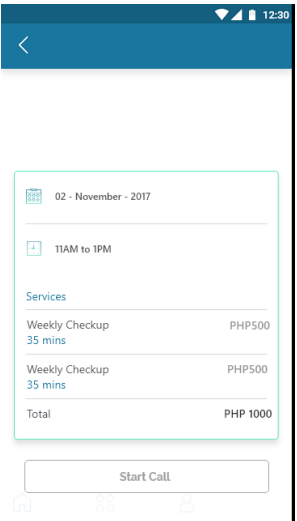 12:30
02 - November - 2017
11AM to 1PM
Services
Weekly Checkup PHP500
35 mins
Weekly Checkup PHP500
35 mins
Total PHP 1000
Start Call